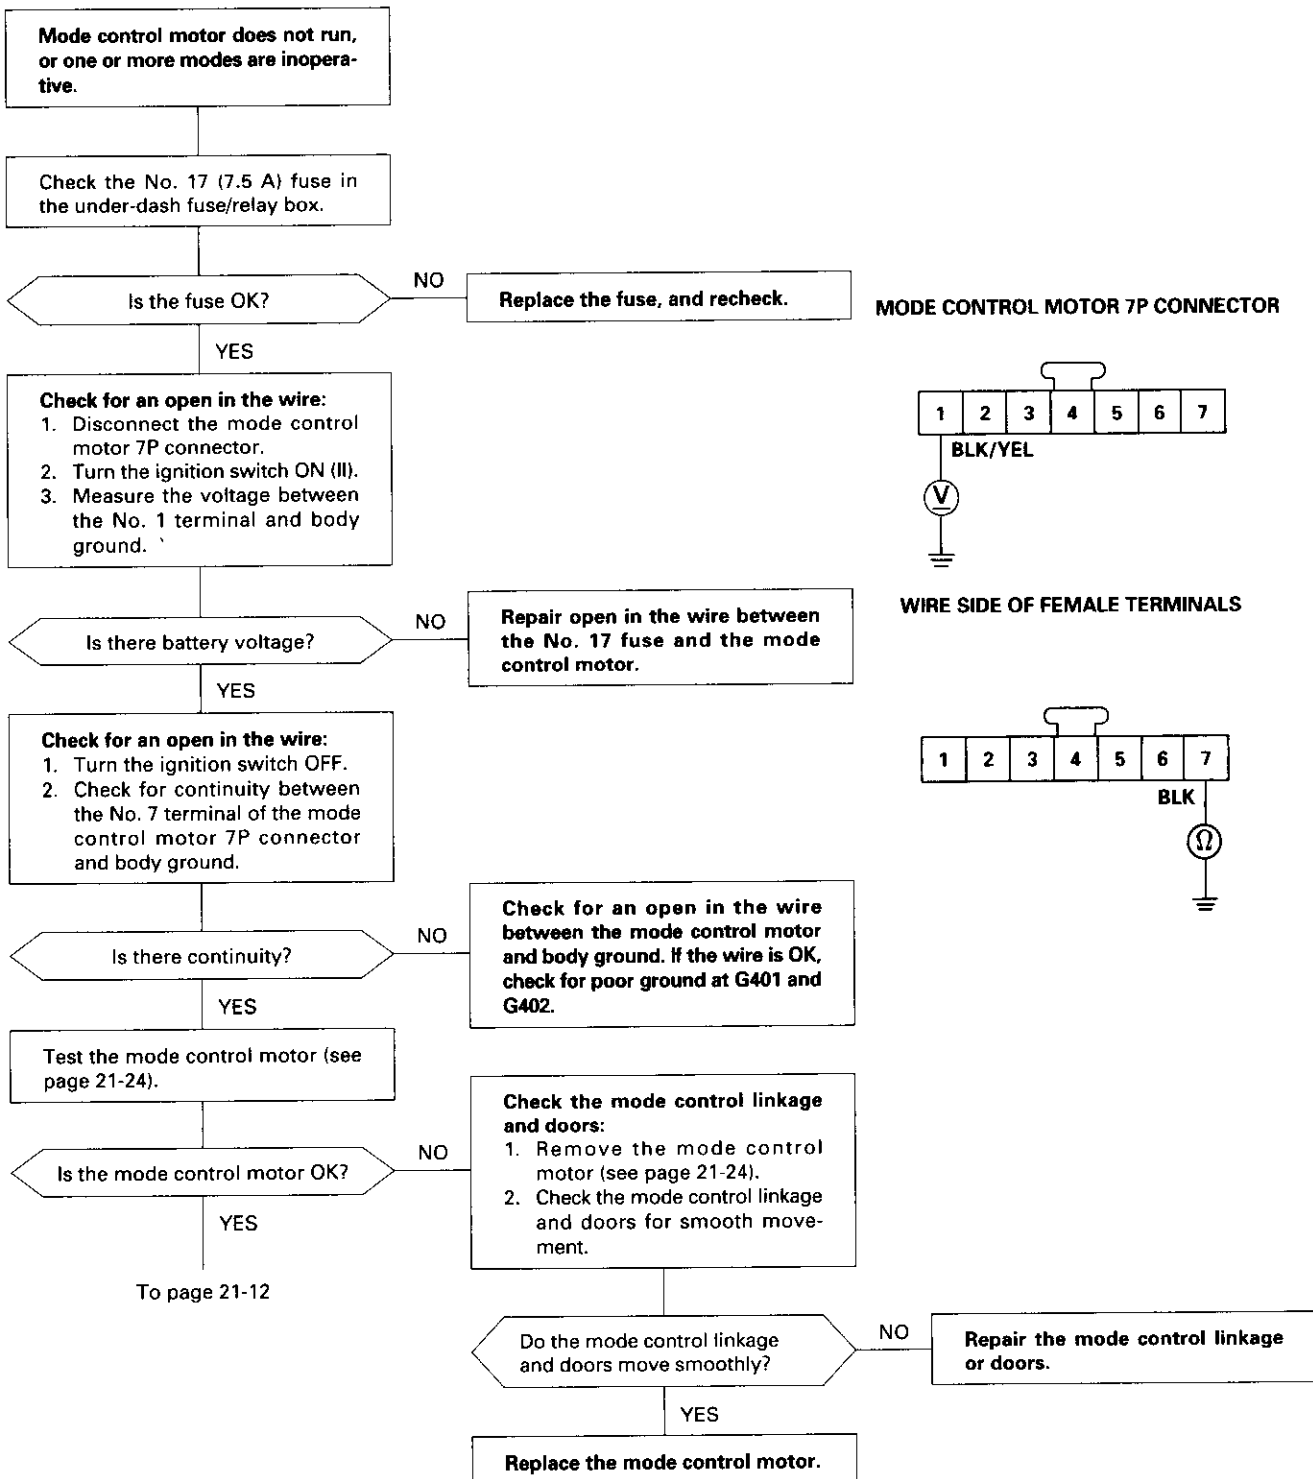 Mode control motor does not run,
or one or more modes are inopera-
tive.
Check the No. 17 (7.5 A) fuse in
the under-dash fuse/relay box.
Is the fuse OK?
NO
Replace the fuse, and recheck.
YES
MODE CONTROL MOTOR 7P CONNECTOR
1 2 3 4 5 6 7
BLK/YEL
V
Check for an open in the wire:
1. Disconnect the mode control
motor 7P connector.
2. Turn the ignition switch ON (II).
3. Measure the voltage between
the No. 1 terminal and body
ground.
WIRE SIDE OF FEMALE TERMINALS
Is there battery voltage?
NO
Repair open in the wire between
the No. 17 fuse and the mode
control motor.
YES
1 2 3 4 5 6 7
BLK
Ω
Check for an open in the wire:
1. Turn the ignition switch OFF.
2. Check for continuity between
the No. 7 terminal of the mode
control motor 7P connector
and body ground.
Is there continuity?
NO
Check for an open in the wire
between the mode control motor
and body ground. If the wire is OK,
check for poor ground at G401 and
G402.
YES
Test the mode control motor (see
page 21-24).
Is the mode control motor OK?
NO
Check the mode control linkage
and doors:
1. Remove the mode control
motor (see page 21-24).
2. Check the mode control linkage
and doors for smooth move-
ment.
YES
To page 21-12
Do the mode control linkage
and doors move smoothly?
NO
Repair the mode control linkage
or doors.
YES
Replace the mode control motor.